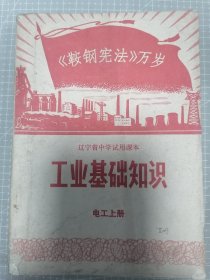 《鞍钢宪法》万岁
辽宁省中学试用课本
工业基础知识
电工上册